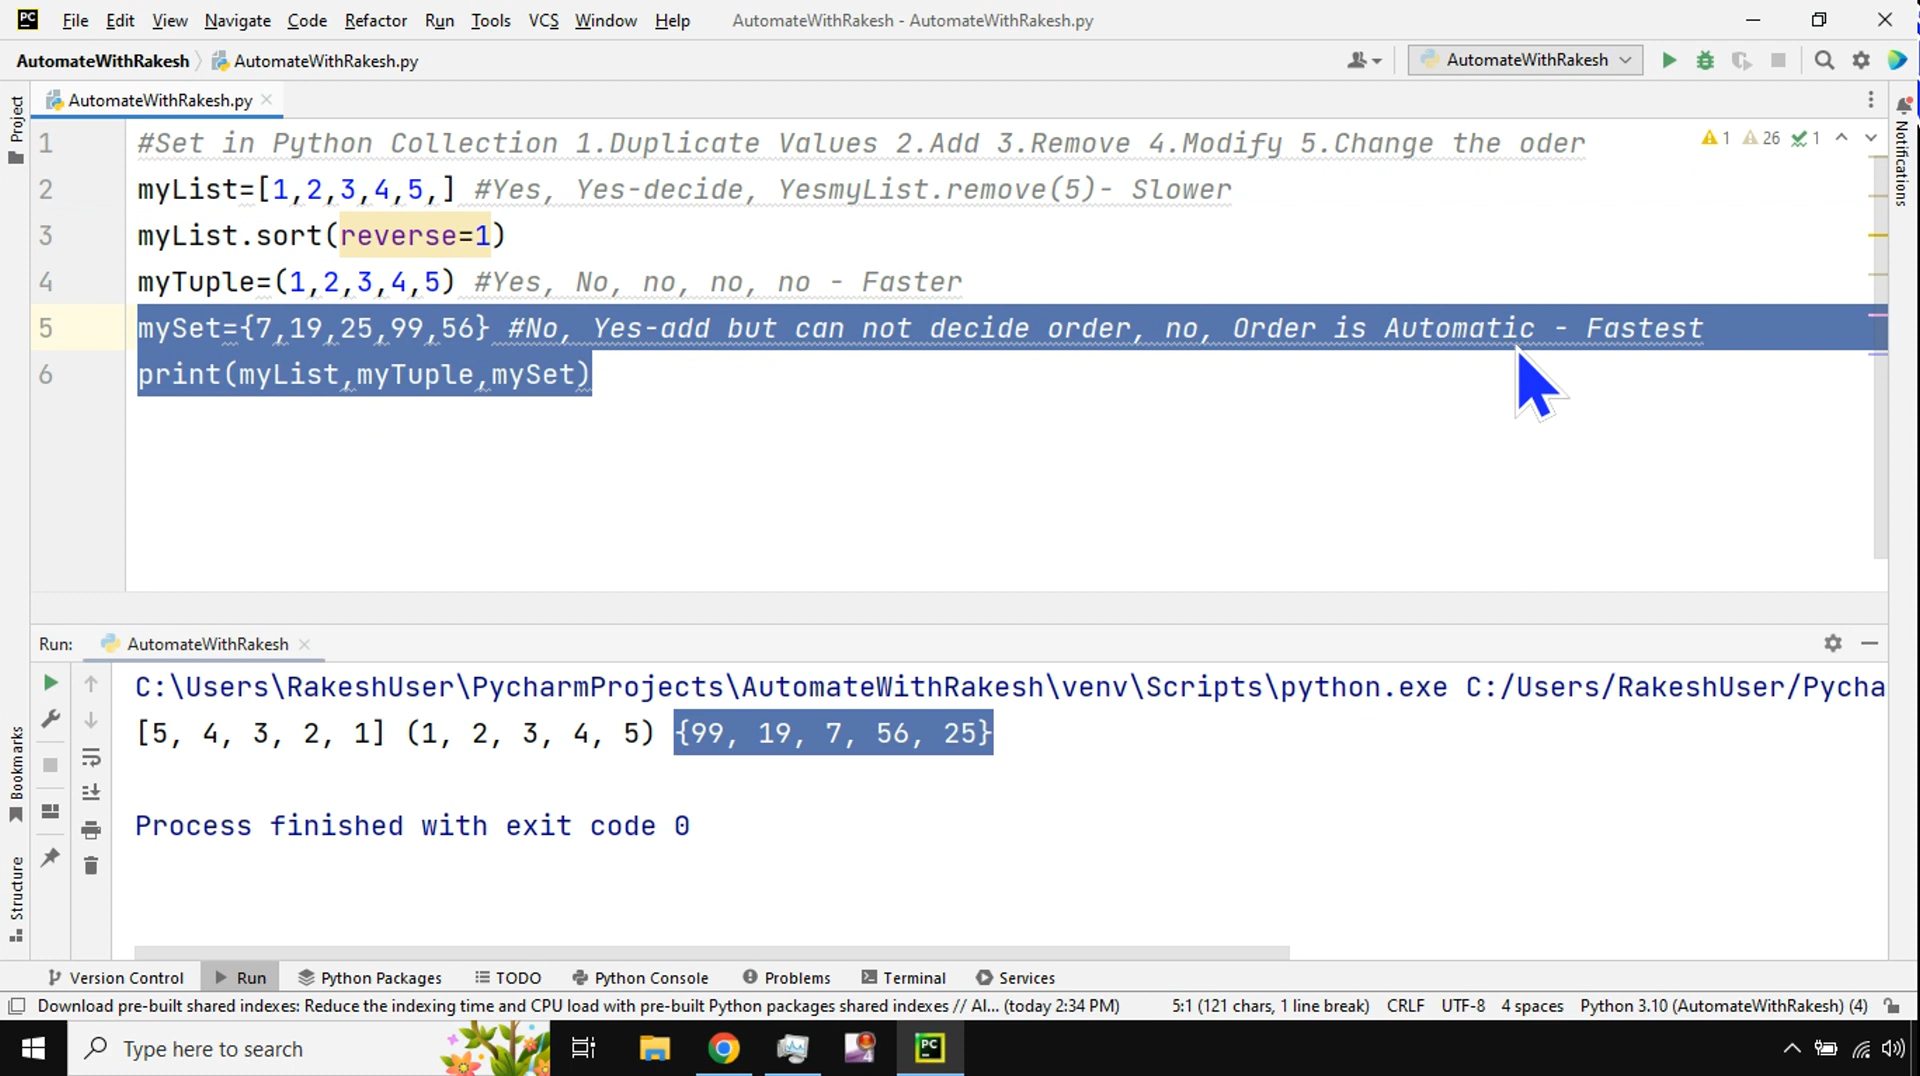 PC File Edit View Navigate Code Refactor Run Tools VCS Window Help AutomateWithRakesh - AutomateWithRakesh.py
AutomateWithRakesh AutomateWithRakesh.py AutomateWithRakesh
Project
AutomateWithRakesh.py
Notifications
1 #Set in Python Collection 1.Duplicate Values 2.Add 3.Remove 4.Modify 5.Change the oder
1 26 1
2 myList=[1,2,3,4,5,] #Yes, Yes-decide, YesmyList.remove(5)- Slower
3 myList.sort(reverse=1)
4 myTuple=(1,2,3,4,5) #Yes, No, no, no, no - Faster
5 mySet={7,19,25,99,56} #No, Yes-add but can not decide order, no, Order is Automatic - Fastest
6 print(myList,myTuple,mySet)
Run: AutomateWithRakesh
C:\Users\RakeshUser\PycharmProjects\AutomateWithRakesh\venv\Scripts\python.exe C:/Users/RakeshUser/Pycha
[5, 4, 3, 2, 1] (1, 2, 3, 4, 5) {99, 19, 7, 56, 25}
Process finished with exit code 0
Bookmarks
Structure
Version Control Run Python Packages TODO Python Console Problems Terminal Services
Download pre-built shared indexes: Reduce the indexing time and CPU load with pre-built Python packages shared indexes // Al... (today 2:34 PM) 5:1 (121 chars, 1 line break) CRLF UTF-8 4 spaces Python 3.10 (AutomateWithRakesh) (4)
Type here to search 4 PC